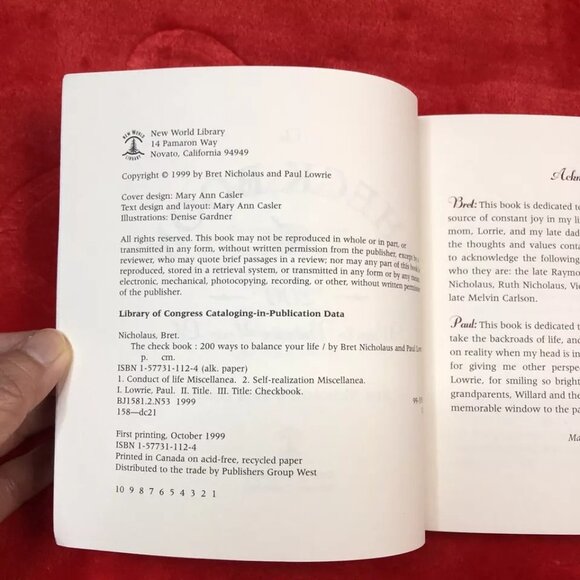 NEW WORLD
LIBRARY
New World Library
14 Pamaron Way
Novato, California 94949
Copyright © 1999 by Bret Nicholaus and Paul Lowrie
Cover design: Mary Ann Casler
Text design and layout: Mary Ann Casler
Illustrations: Denise Gardner
All rights reserved. This book may not be reproduced in whole or in part, or
transmitted in any form, without written permission from the publisher, except by a
reviewer, who may quote brief passages in a review; nor may any part of this book be
reproduced, stored in a retrieval system, or transmitted in any form or by any means
electronic, mechanical, photocopying, recording, or other, without written permission
of the publisher.
Library of Congress Cataloging-in-Publication Data
Nicholaus, Bret.
The check book : 200 ways to balance your life / by Bret Nicholaus and Paul Low
p. cm.
ISBN 1-57731-112-4 (alk. paper)
1. Conduct of life Miscellanea. 2. Self-realization Miscellanea.
I. Lowrie, Paul. II. Title. III. Title: Checkbook.
BJ1581.2.N53 1999
158—dc21
First printing, October 1999
ISBN 1-57731-112-4
Printed in Canada on acid-free, recycled paper
Distributed to the trade by Publishers Group West
10 9 8 7 6 5 4 3 2 1
Ackn
Bret: This book is dedicated to
source of constant joy in my li
mom, Lorrie, and my late dad
the thoughts and values contai
to acknowledge the following
who they are: the late Raymo
Nicholaus, Ruth Nicholaus, Vic
late Melvin Carlson.
Paul: This book is dedicated t
take the backroads of life, and
on reality when my head is in
for giving me other perspe
Lowrie, for smiling so brigh
grandparents, Willard and the
memorable window to the pa
Ma